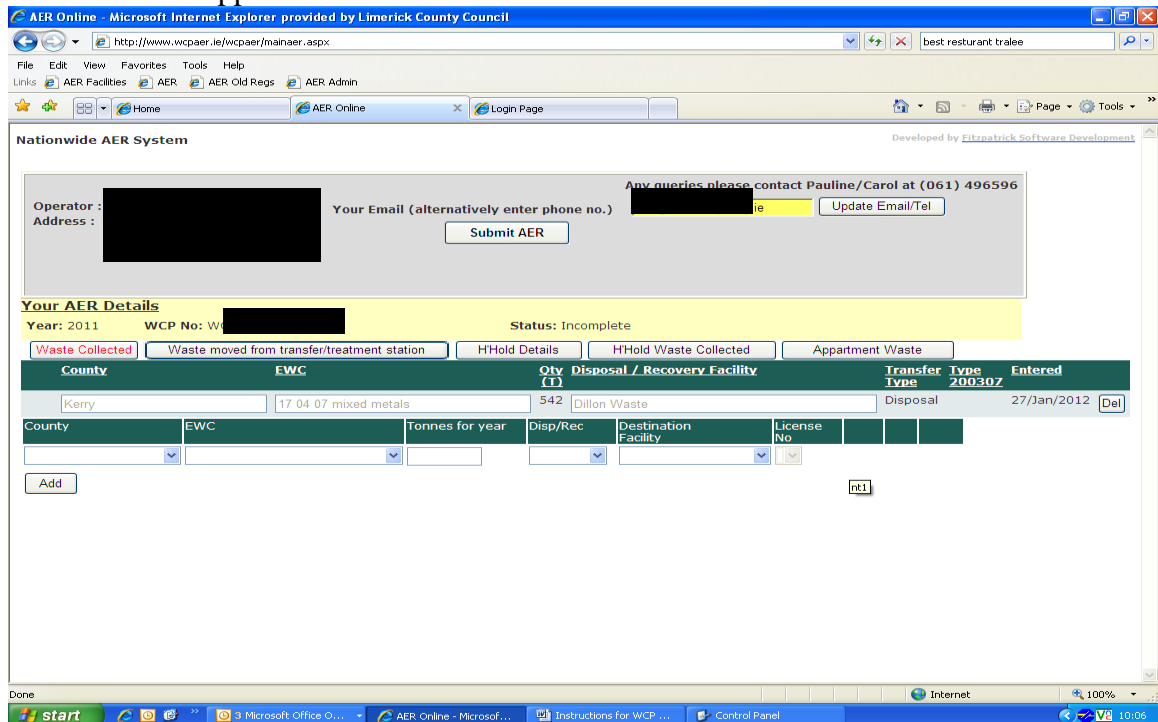 AER Online - Microsoft Internet Explorer provided by Limerick County Council
http://www.wcpaer.ie/wcpaer/mainaer.aspx best resturant tralee
File Edit View Favorites Tools Help
Links AER Facilities AER AER Old Regs AER Admin
Home AER Online Login Page Page Tools
Nationwide AER System Developed by Fitzpatrick Software Development
Any queries please contact Pauline/Carol at (061) 496596
Operator : Your Email (alternatively enter phone no.) ie Update Email/Tel
Address : Submit AER
Your AER Details
Year: 2011 WCP No: Status: Incomplete
Waste Collected Waste moved from transfer/treatment station H'Hold Details H'Hold Waste Collected Appartment Waste
County EWC Qty (T) Disposal / Recovery Facility Transfer Type Type 200307 Entered
Kerry 17 04 07 mixed metals 542 Dillon Waste Disposal 27/Jan/2012 Del
County EWC Tonnes for year Disp/Rec Destination Facility License No
Add
nt1
Done Internet 100%
start 3 Microsoft Office O... AER Online - Microsof... Instructions for WCP ... Control Panel 10:06